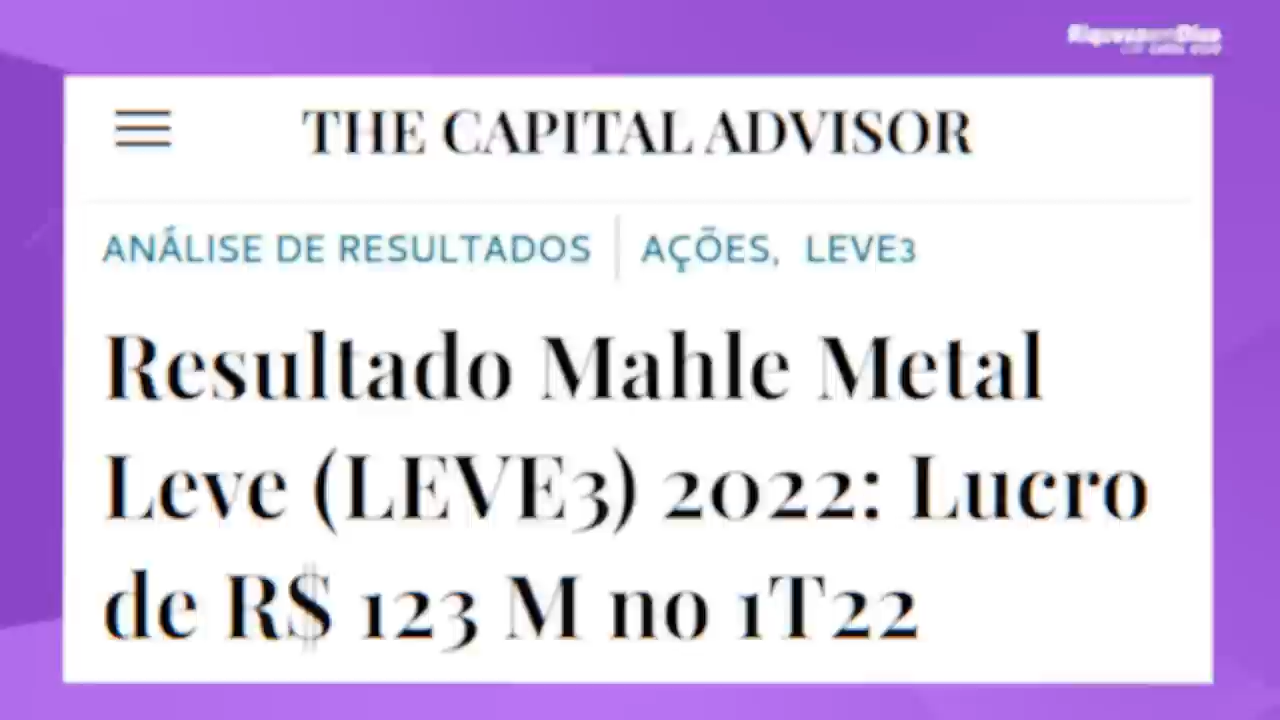 THE CAPITAL ADVISOR
ANÁLISE DE RESULTADOS AÇÕES, LEVE3
Resultado Mahle Metal
Leve (LEVE3) 2022: Lucro
de R$ 123 M no 1T22